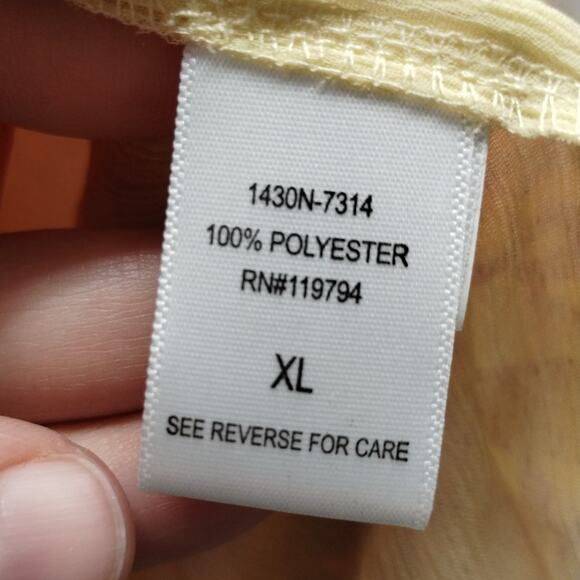 1430N-7314
100% POLYESTER
RN#119794
XL
SEE REVERSE FOR CARE